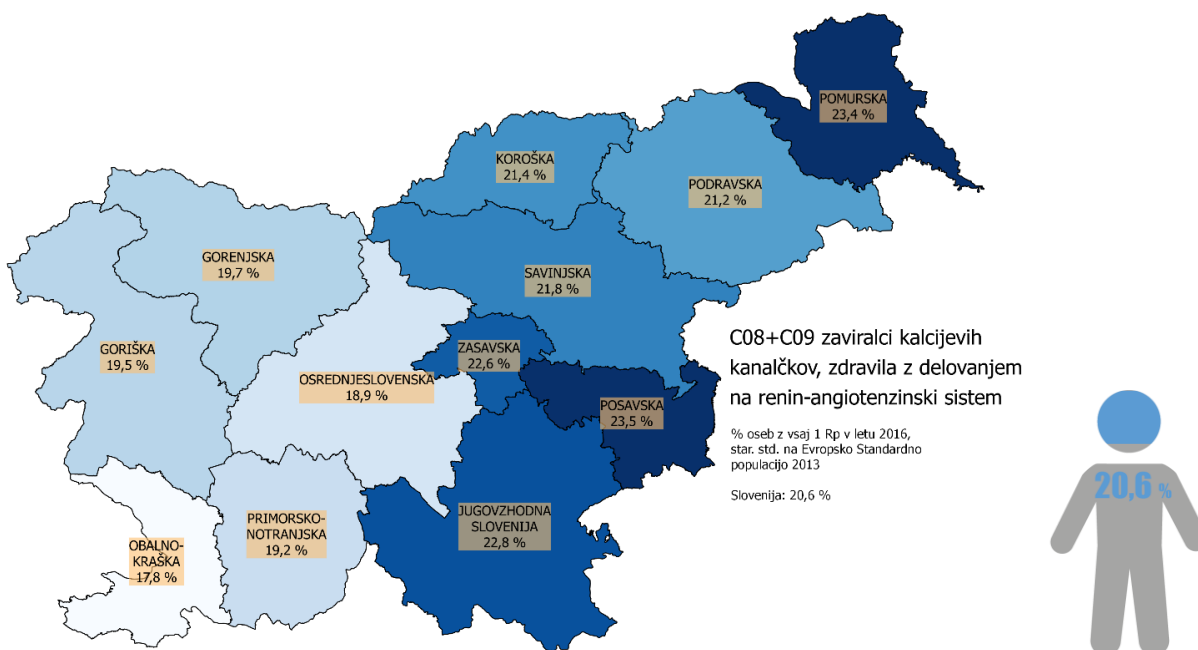 POMURSKA
23,4 %
KOROŠKA
21,4 %
PODRAVSKA
21,2 %
GORENJSKA
19,7 %
SAVINJSKA
21,8 %
GORIŠKA
19,5 %
ZASAVSKA
22,6 %
OSREDNJESLOVENSKA
18,9 %
POSAVSKA
23,5 %
JUGOVZHODNA
SLOVENIJA
22,8 %
PRIMORSKO-
NOTRANJSKA
19,2 %
OBALNO-
KRAŠKA
17,8 %
C08+C09 zaviralci kalcijevih
kanalčkov, zdravila z delovanjem
na renin-angiotenzinski sistem
% oseb z vsaj 1 Rp v letu 2016,
star. std. na Evropsko Standardno
populacijo 2013
Slovenija: 20,6 %
20,6 %